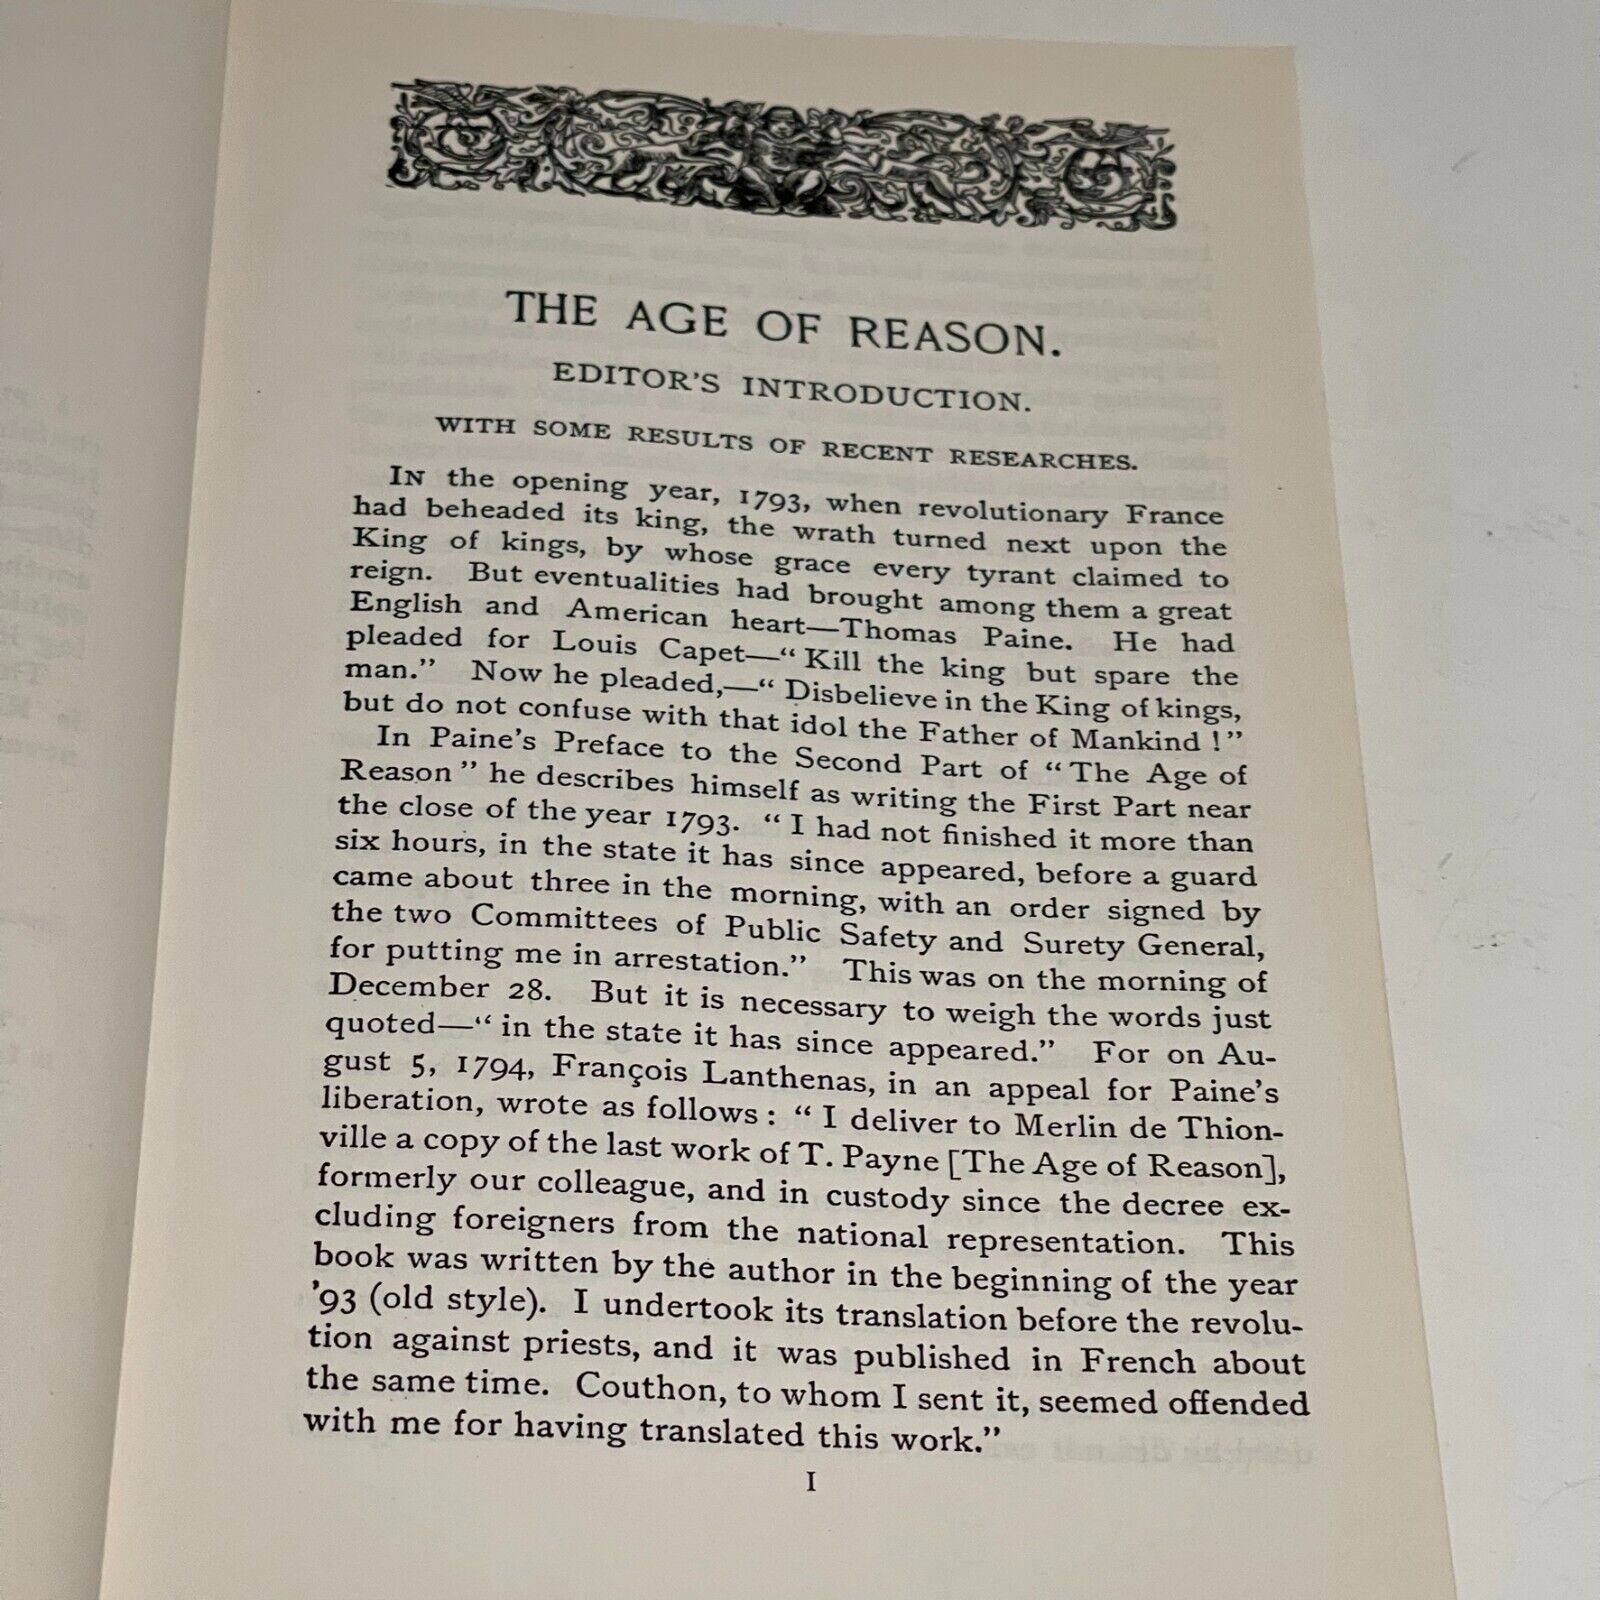 THE AGE OF REASON.
EDITOR'S INTRODUCTION.
WITH SOME RESULTS OF RECENT RESEARCHES.
IN the opening year, 1793, when revolutionary France
had beheaded its king, the wrath turned next upon the
King of kings, by whose grace every tyrant claimed to
reign. But eventualities had brought among them a great
English and American heart—Thomas Paine. He had
pleaded for Louis Capet—“Kill the king but spare the
man.” Now he pleaded,—“Disbelieve in the King of kings,
but do not confuse with that idol the Father of Mankind!”
In Paine's Preface to the Second Part of “The Age of
Reason” he describes himself as writing the First Part near
the close of the year 1793. “I had not finished it more than
six hours, in the state it has since appeared, before a guard
came about three in the morning, with an order signed by
the two Committees of Public Safety and Surety General,
for putting me in arrestation.” This was on the morning of
December 28. But it is necessary to weigh the words just
quoted—“in the state it has since appeared.” For on Au-
gust 5, 1794, François Lanthenas, in an appeal for Paine's
liberation, wrote as follows: “I deliver to Merlin de Thion-
ville a copy of the last work of T. Payne [The Age of Reason],
formerly our colleague, and in custody since the decree ex-
cluding foreigners from the national representation. This
book was written by the author in the beginning of the year
'93 (old style). I undertook its translation before the revolu-
tion against priests, and it was published in French about
the same time. Couthon, to whom I sent it, seemed offended
with me for having translated this work.”
I